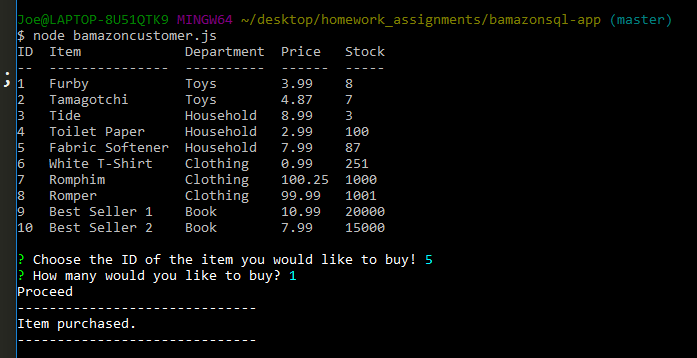 Joe@LAPTOP-8U51QTK9 MINGW64 ~/desktop/homework_assignments/bamazonsql-app (master)
$ node bamazoncustomer.js
ID  Item             Department  Price   Stock
--  ---------------  ----------  ------  -----
1   Furby            Toys        3.99    8
2   Tamagotchi       Toys        4.87    7
3   Tide             Household   8.99    3
4   Toilet Paper     Household   2.99    100
5   Fabric Softener  Household   7.99    87
6   White T-Shirt    Clothing    0.99    251
7   Romphim          Clothing    100.25  1000
8   Romper           Clothing    99.99   1001
9   Best Seller 1    Book        10.99   20000
10  Best Seller 2    Book        7.99    15000
? Choose the ID of the item you would like to buy! 5
? How many would you like to buy? 1
Proceed
------------------------------
Item purchased.
------------------------------
;